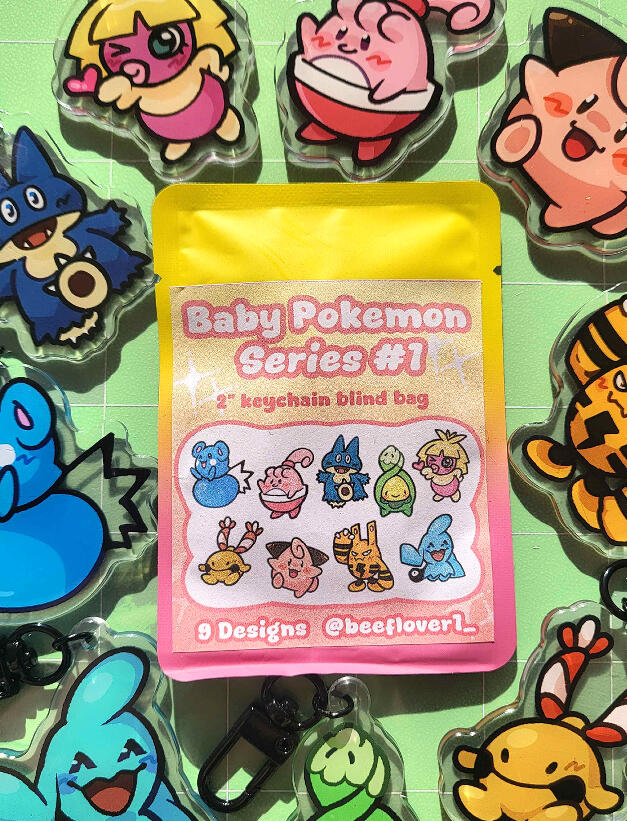 Baby Pokemon
Series #1
2" keychain blind bag
9 Designs @beeflover1_